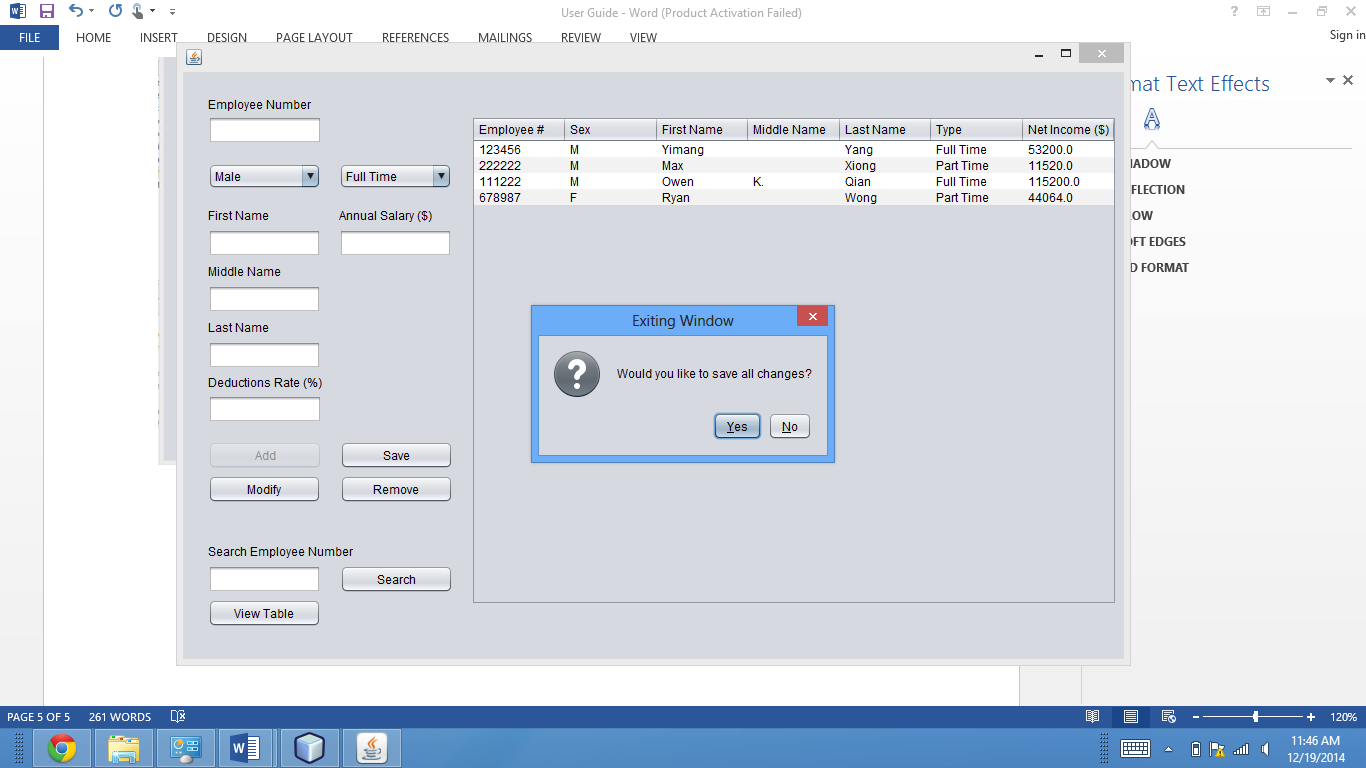 User Guide - Word (Product Activation Failed)
FILE HOME INSERT DESIGN PAGE LAYOUT REFERENCES MAILINGS REVIEW VIEW Sign in
mat Text Effects
Employee Number
Employee # Sex First Name Middle Name Last Name Type Net Income ($)
123456 M Yimang Yang Full Time 53200.0
222222 M Max Xiong Part Time 11520.0
111222 M Owen K. Qian Full Time 115200.0
678987 F Ryan Wong Part Time 44064.0
Male Full Time
First Name Annual Salary ($)
Middle Name
Last Name
Deductions Rate (%)
Add Save
Modify Remove
Search Employee Number
Search
View Table
Exiting Window
Would you like to save all changes?
Yes No
ADOW
FLECTION
OW
FT EDGES
D FORMAT
PAGE 5 OF 5 261 WORDS 120%
11:46 AM
12/19/2014